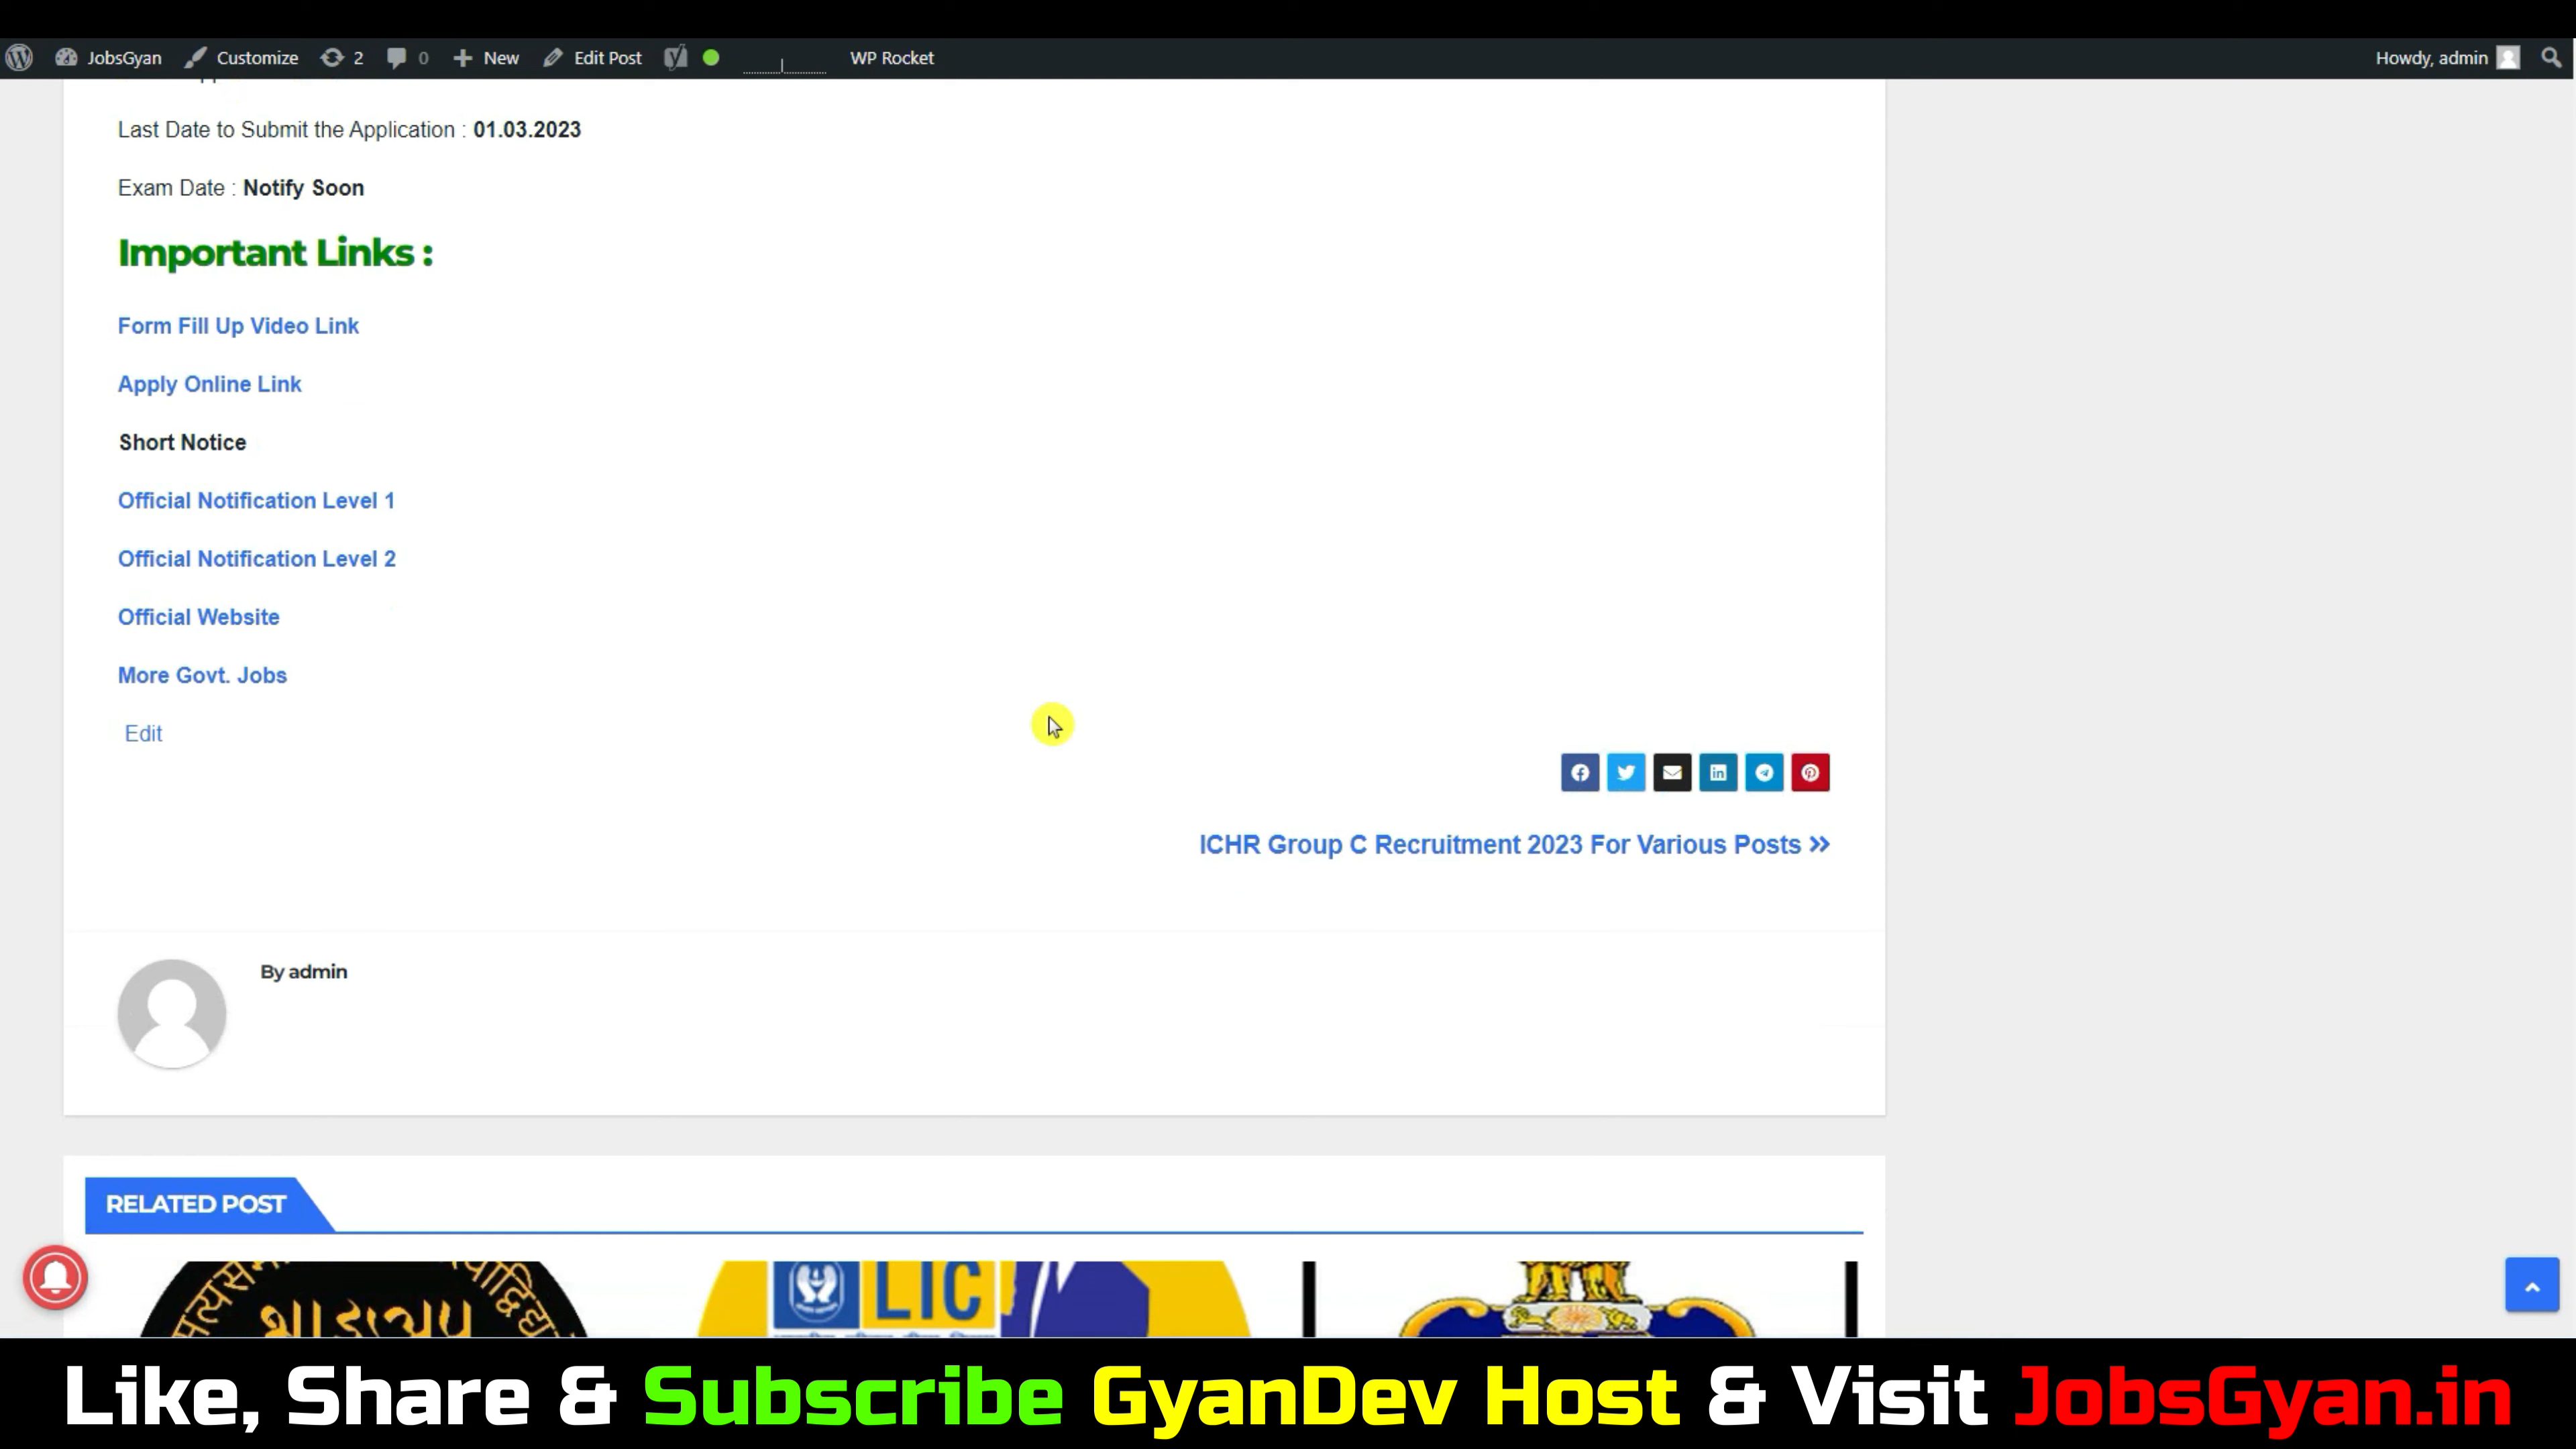 JobsGyan Customize 2 0 New Edit Post WP Rocket Howdy, admin
Last Date to Submit the Application : 01.03.2023
Exam Date : Notify Soon
Important Links :
Form Fill Up Video Link
Apply Online Link
Short Notice
Official Notification Level 1
Official Notification Level 2
Official Website
More Govt. Jobs
Edit
ICHR Group C Recruitment 2023 For Various Posts »
By admin
RELATED POST
LIC
Like, Share & Subscribe GyanDev Host & Visit JobsGyan.in